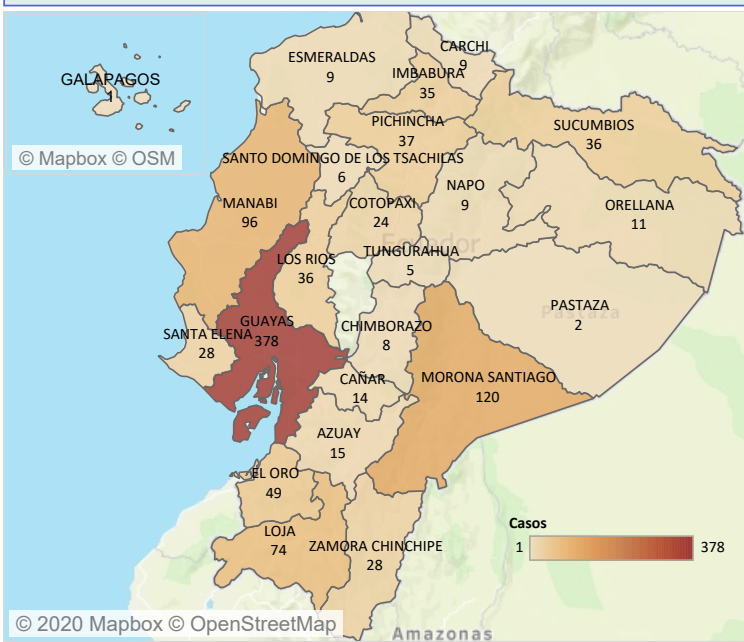 CARCHI
9
ESMERALDAS
9
IMBABURA
35
GALAPAGOS
1
PICHINCHA
37
SUCUMBIOS
36
© Mapbox © OSM
SANTO DOMINGO DE LOS TSACHILAS
6
NAPO
9
MANABI
96
COTOPAXI
24
ORELLANA
11
Ecuador
TUNGURAHUA
5
LOS RIOS
36
PASTAZA
2
Pastaza
GUAYAS
378
SANTA ELENA
28
CHIMBORAZO
8
CAÑAR
14
MORONA SANTIAGO
120
AZUAY
15
EL ORO
49
LOJA
74
ZAMORA CHINCHIPE
28
Casos
1
378
© 2020 Mapbox © OpenStreetMap
Amazonas